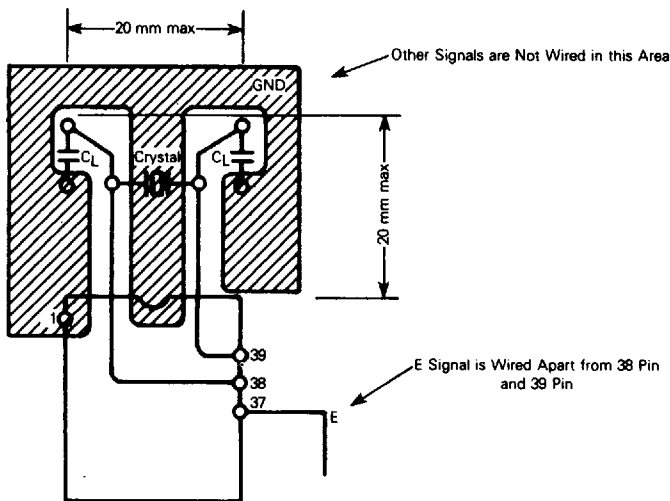 20 mm max
Other Signals are Not Wired in this Area
GND
CL
Crystal
CL
20 mm max
1
39
38
37
E
E Signal is Wired Apart from 38 Pin
and 39 Pin